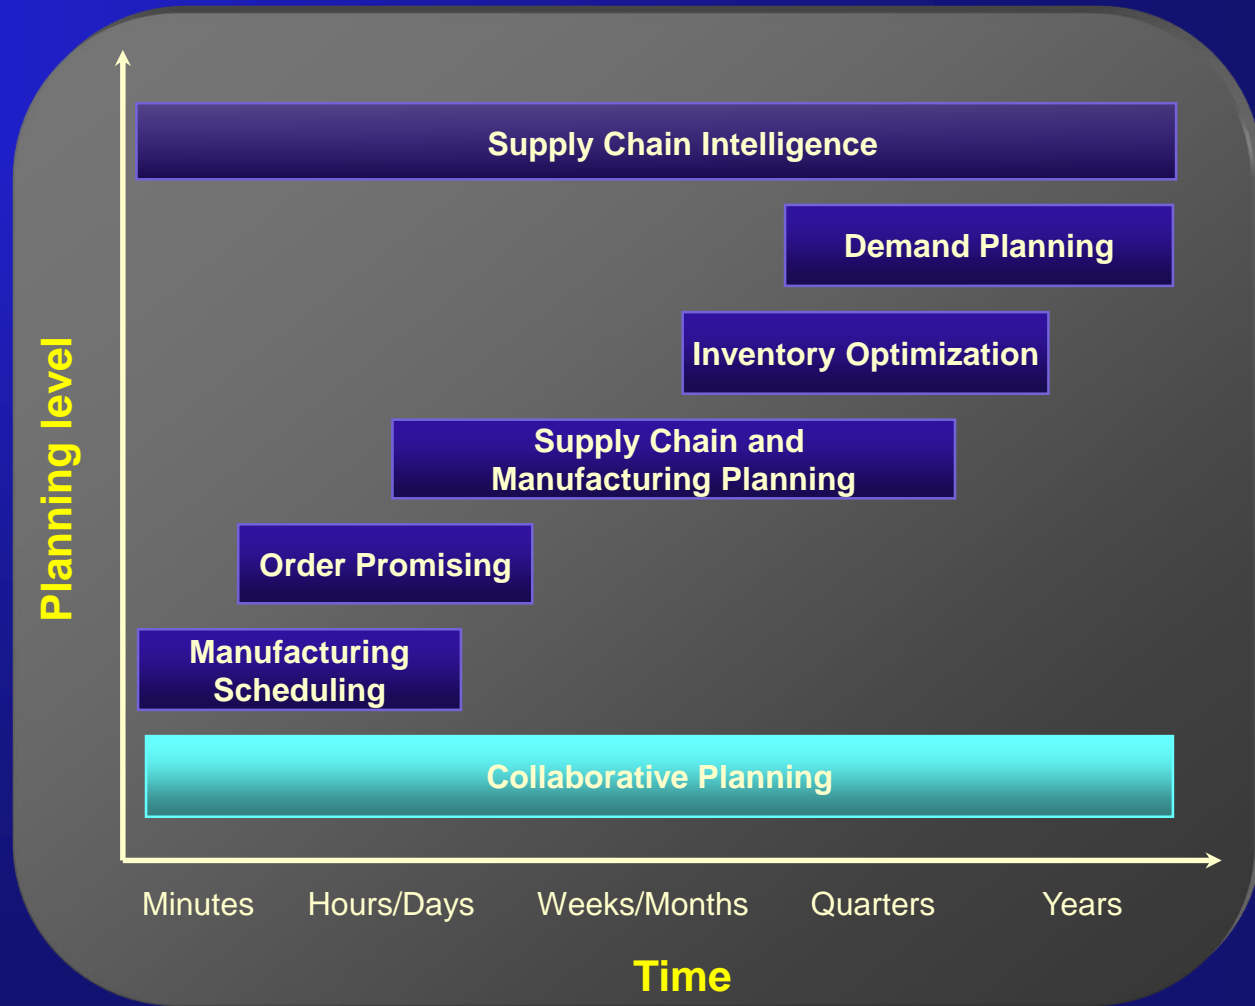 Planning level
Supply Chain Intelligence
Demand Planning
Inventory Optimization
Supply Chain and
Manufacturing Planning
Order Promising
Manufacturing
Scheduling
Collaborative Planning
Minutes
Hours/Days
Weeks/Months
Quarters
Years
Time